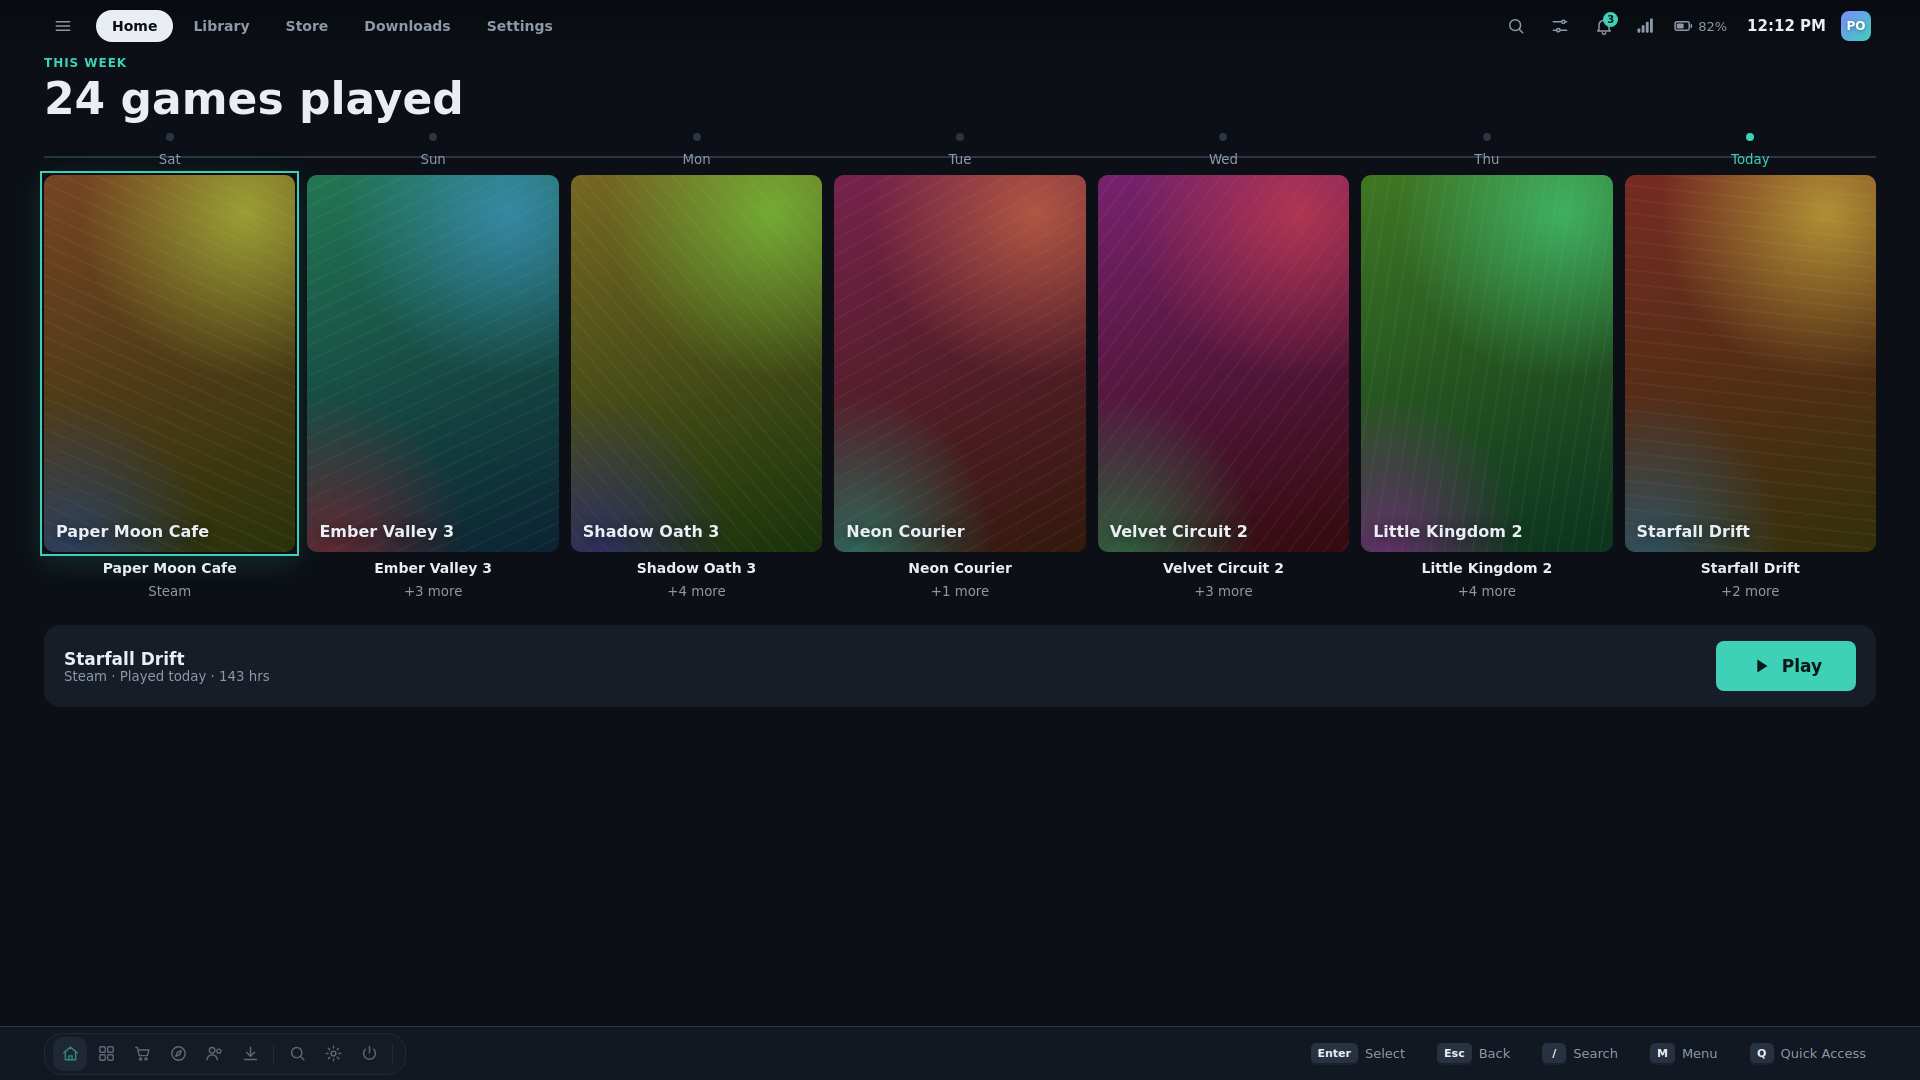 Home Library Store Downloads Settings
3 82% 12:12 PM PO
THIS WEEK
24 games played
Sat Sun Mon Tue Wed Thu Today
Paper Moon Cafe Ember Valley 3 Shadow Oath 3 Neon Courier Velvet Circuit 2 Little Kingdom 2 Starfall Drift
Paper Moon Cafe Ember Valley 3 Shadow Oath 3 Neon Courier Velvet Circuit 2 Little Kingdom 2 Starfall Drift
Steam +3 more +4 more +1 more +3 more +4 more +2 more
Starfall Drift
Steam · Played today · 143 hrs
Play
Enter Select Esc Back / Search M Menu Q Quick Access